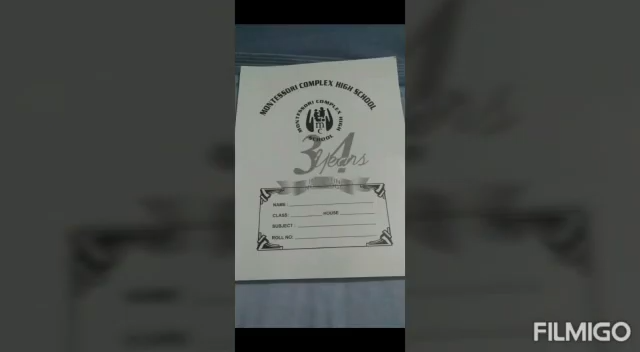 MONTESSORI COMPLEX HIGH SCHOOL
MONTESSORI COMPLEX HIGH
SCHOOL
34
Years
NAME :
CLASS: HOUSE
SUBJECT :
ROLL NO:
FILMIGO